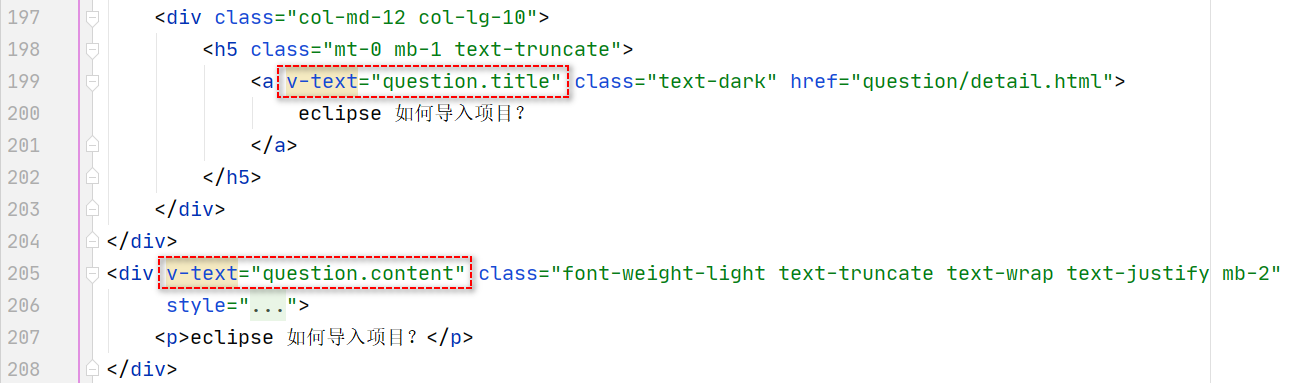 197 <div class="col-md-12 col-lg-10">
198 <h5 class="mt-0 mb-1 text-truncate">
199 <a v-text="question.title" class="text-dark" href="question/detail.html">
200 eclipse 如何导入项目?
201 </a>
202 </h5>
203 </div>
204 </div>
205 <div v-text="question.content" class="font-weight-light text-truncate text-wrap text-justify mb-2"
206 style="...">
207 <p>eclipse 如何导入项目? </p>
208 </div>